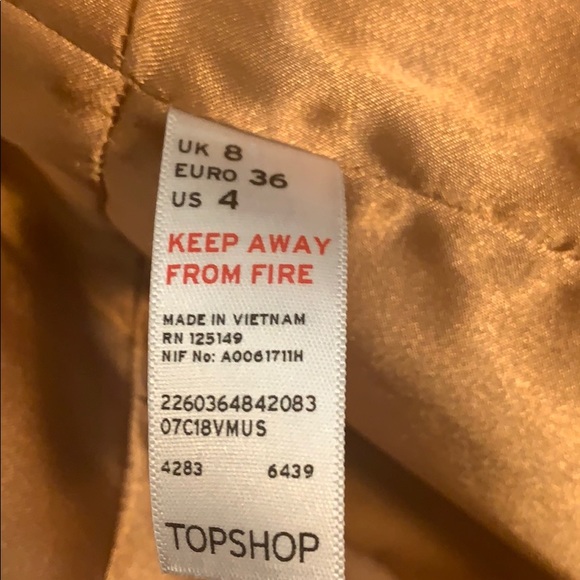 UK 8
EURO 36
US 4
KEEP AWAY
FROM FIRE
MADE IN VIETNAM
RN 125149
NIF No: A0061711H
2260364842083
07C18VMUS
4283 6439
TOPSHOP